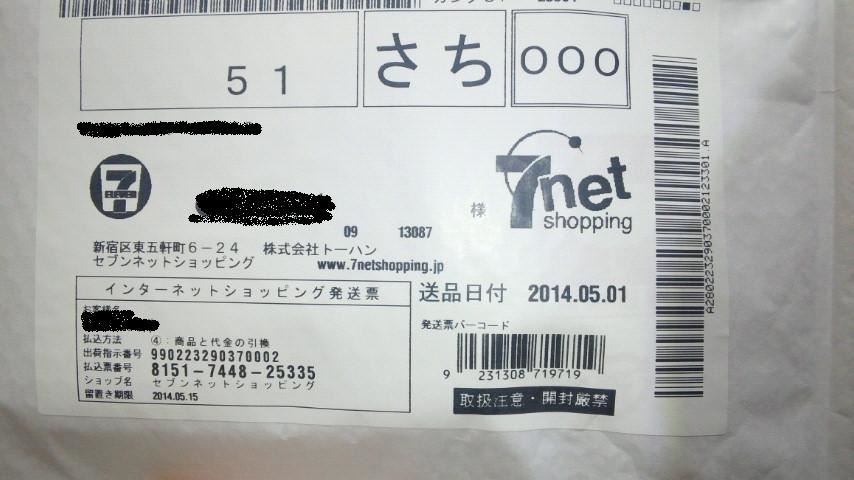 51 さち 000
7
ELEVEN
7net
shopping
様
09 13087
新宿区東五軒町6-24 株式会社トーハン
セブンネットショッピング www.7netshopping.jp
インターネットショッピング発送票
送品日付 2014.05.01
お客様名
払込方法 ④:商品と代金の引換
出荷指示番号 990223290370002
払込票番号 8151-7448-25335
ショップ名 セブンネットショッピング
留置き期限 2014.05.15
発送票バーコード
9 231308 719719
取扱注意・開封厳禁
A28022329037000212330​1.A